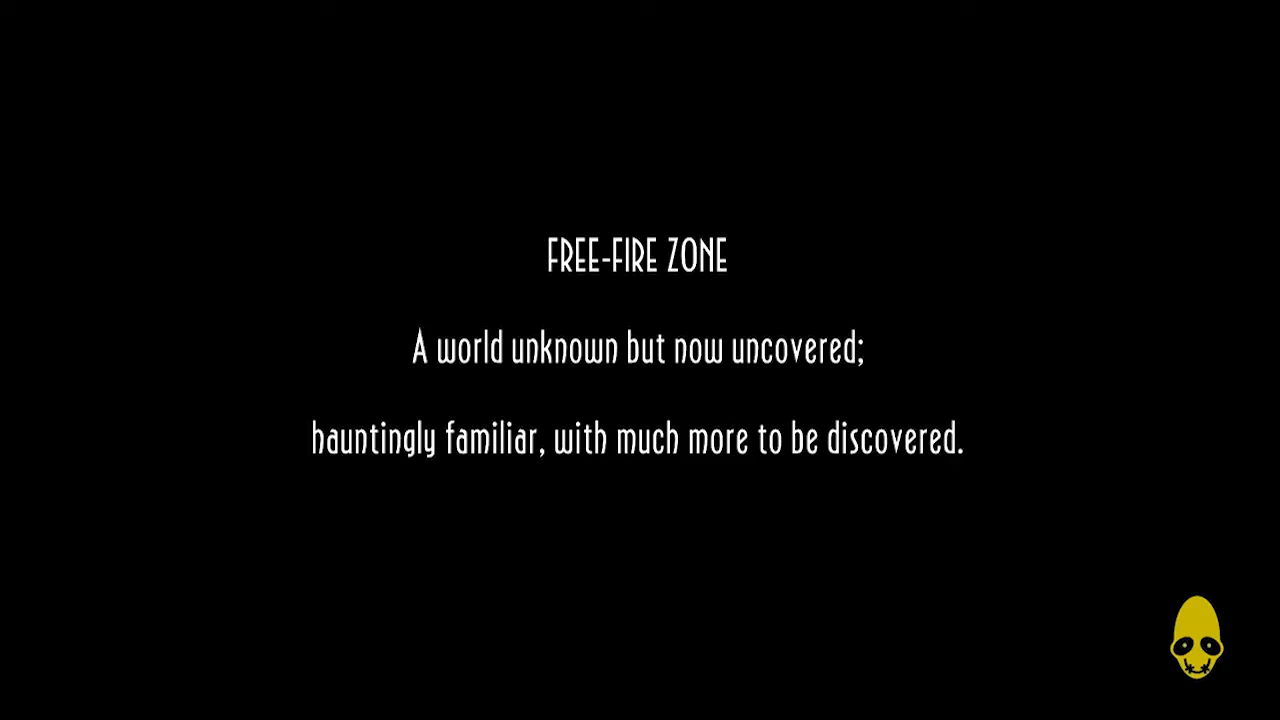 FREE-FIRE ZONE
A world unknown but now uncovered;
hauntingly familiar, with much more to be discovered.